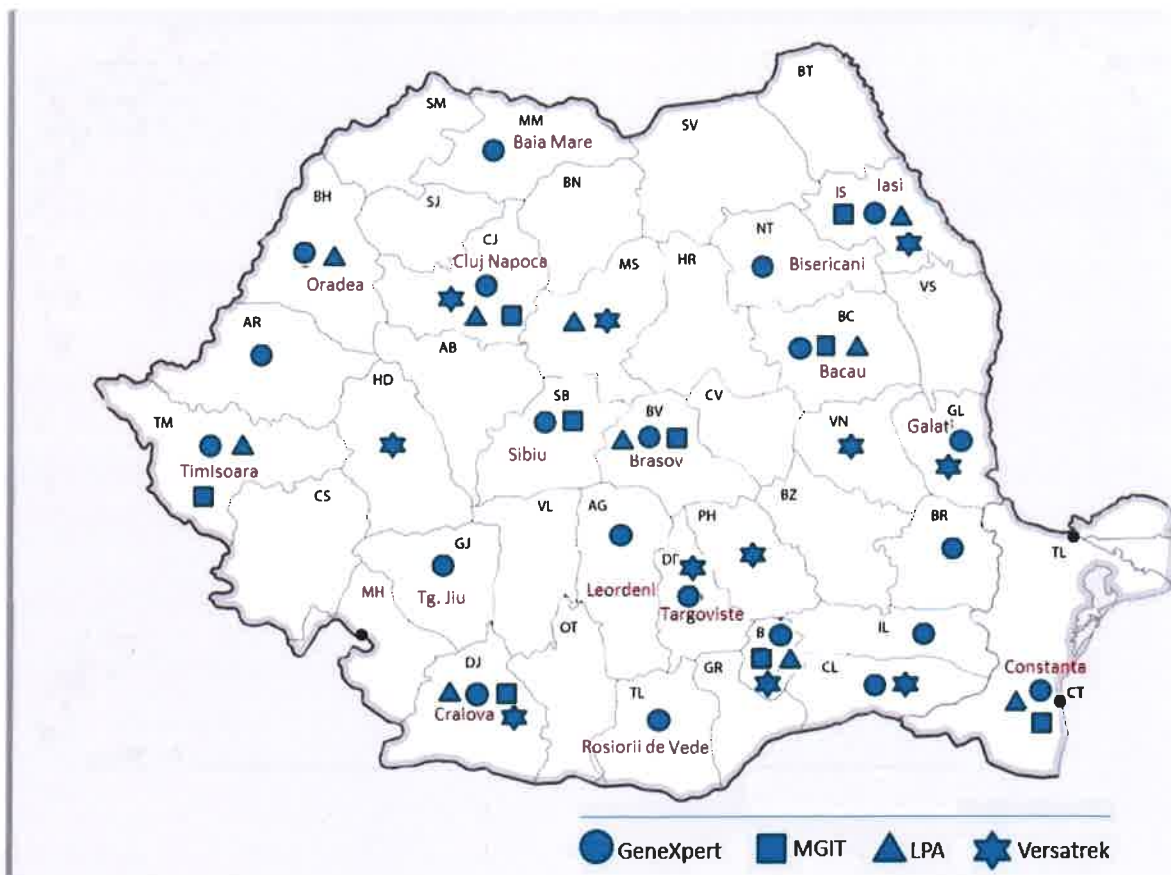 BT
SM
MM
Baia Mare
SV
BN
IS Iasi
BH
SJ
NT
CJ
Cluj Napoca
MS
HR
Bisericani
Oradea
VS
AR
AB
BC
Bacau
HD
SB
BV
CV
GL
Galati
VN
TM
Timisoara
Sibiu
Brasov
CS
VL
AG
PH
BZ
BR
GJ
TL
DT
MH
Tg. Jiu
Leordeni
Targoviste
OT
B
IL
DJ
GR
CL
Constanta
TL
CT
Craiova
Rosiorii de Vede
GeneXpert MGIT LPA Versatrek